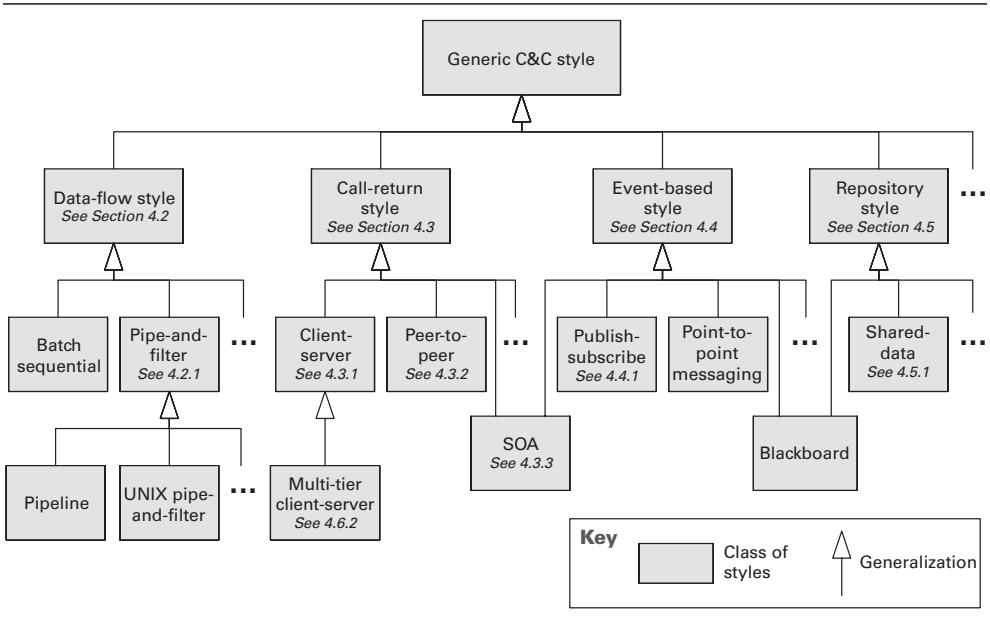 Generic C&C style
Data-flow style
See Section 4.2
Call-return
style
See Section 4.3
Event-based
style
See Section 4.4
Repository
style
See Section 4.5
...
Batch
sequential
Pipe-and-
filter
See 4.2.1
...
Client-
server
See 4.3.1
Peer-to-
peer
See 4.3.2
...
Publish-
subscribe
See 4.4.1
Point-to-
point
messaging
...
Shared-
data
See 4.5.1
...
SOA
See 4.3.3
Blackboard
Pipeline
UNIX pipe-
and-filter
...
Multi-tier
client-server
See 4.6.2
Key
Class of
styles
Generalization